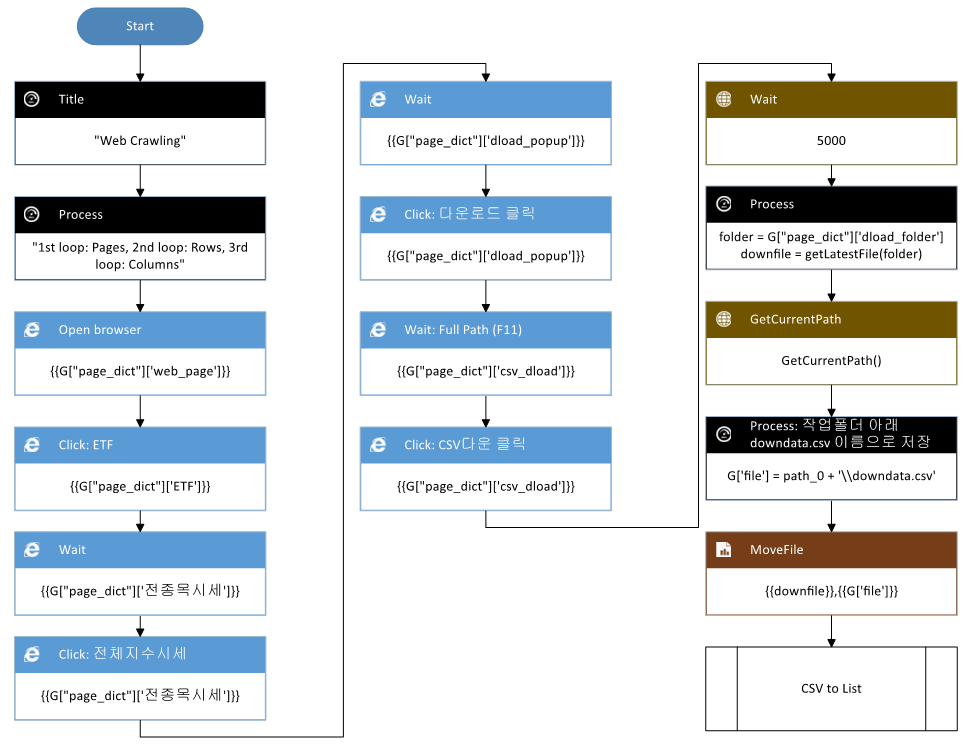 Start
Title
"Web Crawling"
Process
"1st loop: Pages, 2nd loop: Rows, 3rd
loop: Columns"
Open browser
{{G["page_dict"]['web_page']}}
Click: ETF
{{G["page_dict"]['ETF']}}
Wait
{{G["page_dict"]['전종목시세']}}
Click: 전체지수시세
{{G["page_dict"]['전종목시세']}}
Wait
{{G["page_dict"]['dload_popup']}}
Click: 다운로드 클릭
{{G["page_dict"]['dload_popup']}}
Wait: Full Path (F11)
{{G["page_dict"]['csv_dload']}}
Click: CSV다운 클릭
{{G["page_dict"]['csv_dload']}}
Wait
5000
Process
folder = G["page_dict"]['dload_folder']
downfile = getLatestFile(folder)
GetCurrentPath
GetCurrentPath()
Process: 작업폴더 아래
downdata.csv 이름으로 저장
G['file'] = path_0 + '\\downdata.csv'
MoveFile
{{downfile}},{{G['file']}}
CSV to List